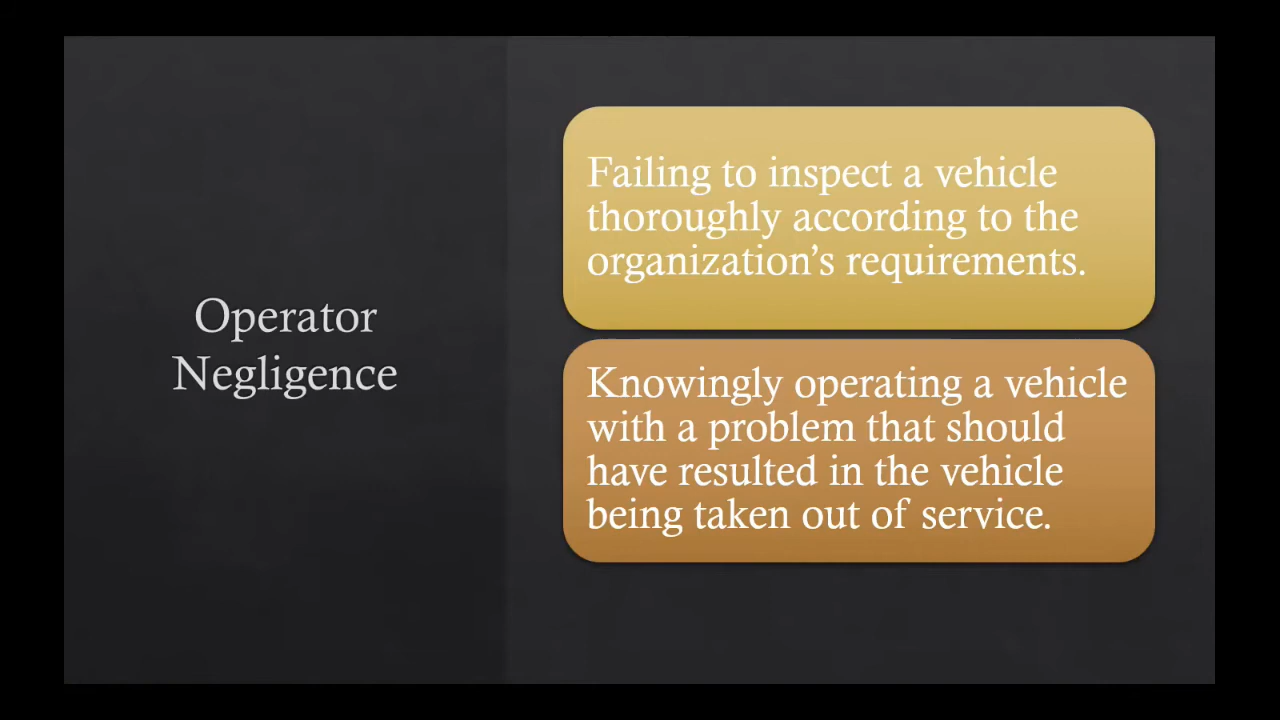 Operator
Negligence
Failing to inspect a vehicle
thoroughly according to the
organization’s requirements.
Knowingly operating a vehicle
with a problem that should
have resulted in the vehicle
being taken out of service.